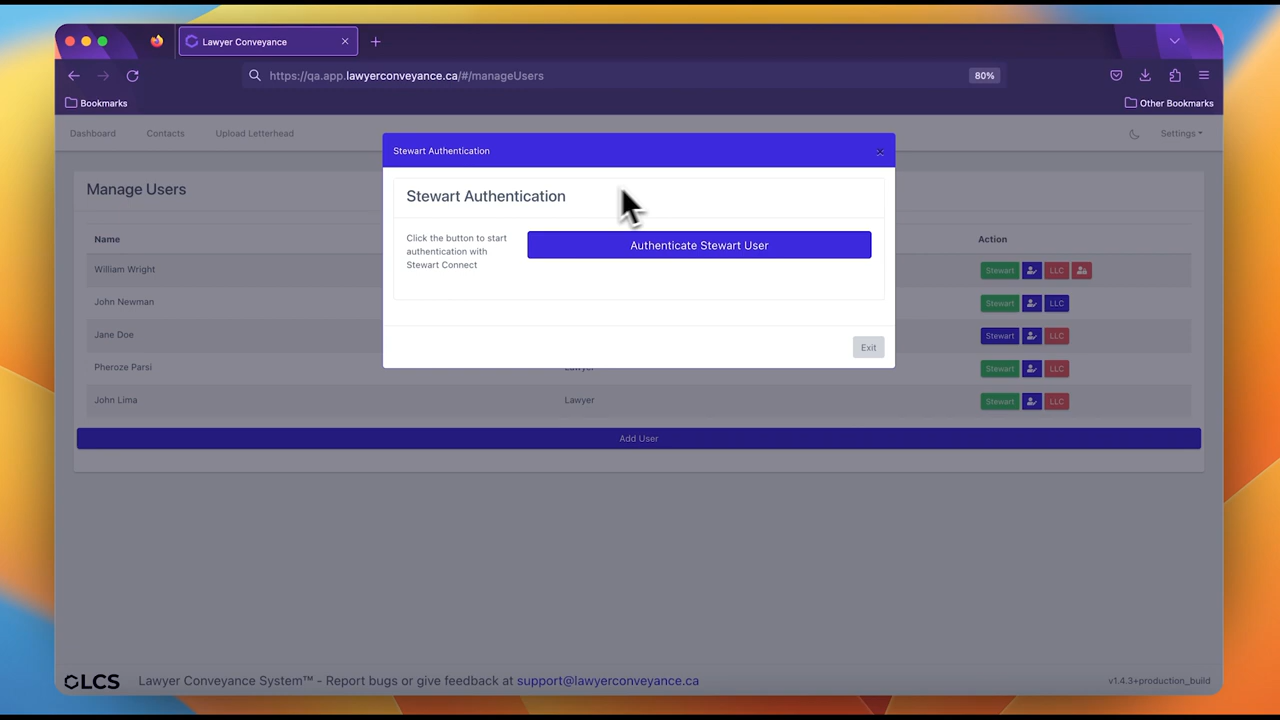 Lawyer Conveyance
https://qa.app.lawyerconveyance.ca/#/manageUsers
80%
Bookmarks
Other Bookmarks
Dashboard
Contacts
Upload Letterhead
Settings
Stewart Authentication
×
Manage Users
Stewart Authentication
Click the button to start
authentication with
Stewart Connect
Authenticate Stewart User
Exit
Name
Action
William Wright
Stewart
LLC
John Newman
Stewart
LLC
Jane Doe
Stewart
LLC
Pheroze Parsi
Lawyer
Stewart
LLC
John Lima
Lawyer
Stewart
LLC
Add User
LCS
Lawyer Conveyance System™ - Report bugs or give feedback at support@lawyerconveyance.ca
v1.4.3+production_build